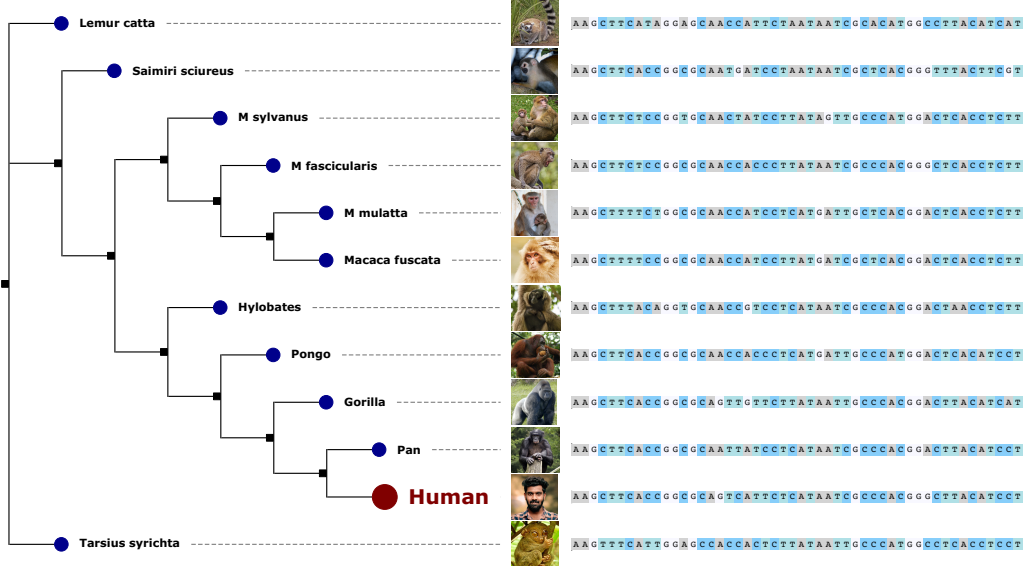 Lemur catta AAGCTTCATAGGAGCAACCATTCTAATAATCGCACATGGCCTTACATCAT
Saimiri sciureus AAGCTTCACCGGCGCAATGATCCTAATAATCGCTCACGGGTTTACTTCGT
M sylvanus AAGCTTCTCCGGTGCAACTATCCTTATAGTTGCCCATGGACTCACCTCTT
M fascicularis AAGCTTCTCCGGCGCAACCACCCTTATAATCGCCCACGGGCTCACCTCTT
M mulatta AAGCTTTTCTGGCGCAACCATCCTCATGATTGCTCACGGACTCACCTCTT
Macaca fuscata AAGCTTTTCCGGCGCAACCATCCTTATGATCGCTCACGGACTCACCTCTT
Hylobates AAGCTTTACAGGTGCAACCGTCCTCATAATCGCCCACGGACTAACCTCTT
Pongo AAGCTTCACCGGCGCAACCACCCTCATGATTGCCCATGGACTCACATCCT
Gorilla AAGCTTCACCGGCGCAGTTGTTCTTATAATTGCCCACGGACTTACATCAT
Pan AAGCTTCACCGGCGCAATTATCCTCATAATCGCCCACGGACTTACATCCT
Human AAGCTTCACCGGCGCAGTCATTCTCATAATCGCCCACGGGCTTACATCCT
Tarsius syrichta AAGTTTCATTGGAGCCACCACTCTTATAATTGCCCATGGCCTCACCTCCT